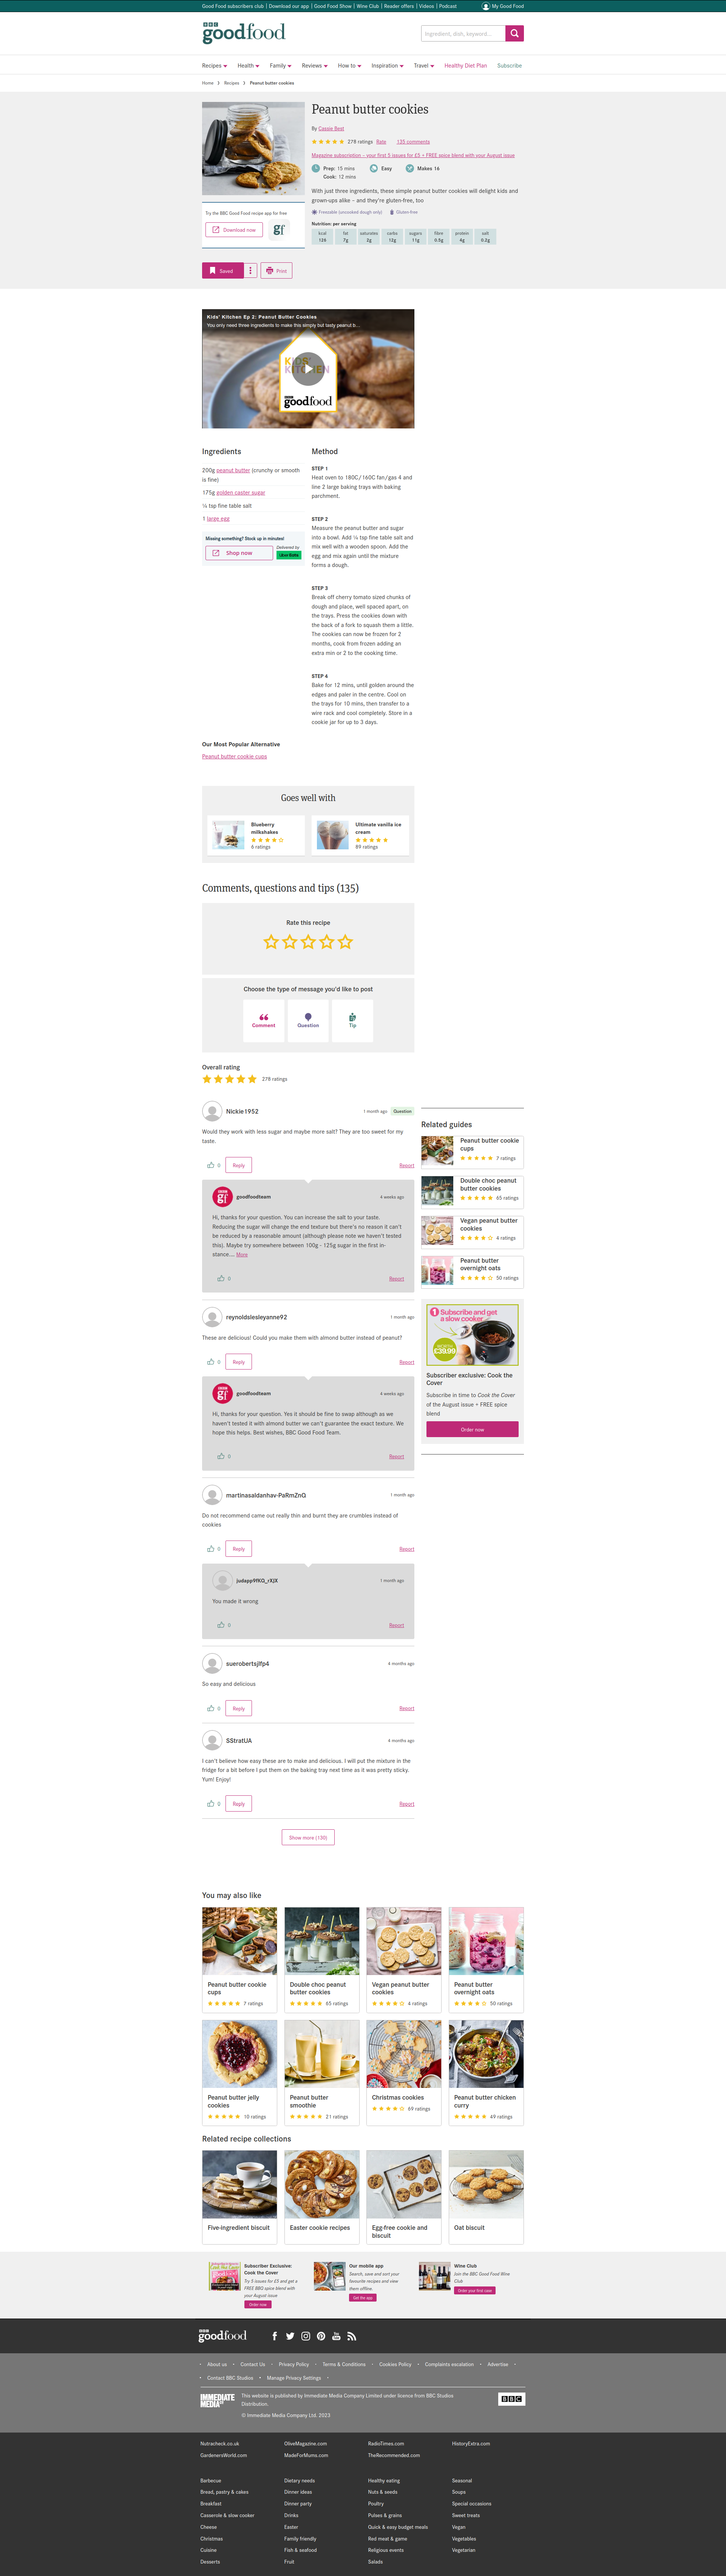 Good Food subscribers club | Download our app | Good Food Show | Wine Club | Reader offers | Videos | Podcast
My Good Food
BBC
goodfood
Ingredient, dish, keyword...
Recipes
Health
Family
Reviews
How to
Inspiration
Travel
Healthy Diet Plan
Subscribe
Home
Recipes
Peanut butter cookies
Peanut butter cookies
By Cassie Best
278 ratings
Rate
135 comments
Magazine subscription – your first 5 issues for £5 + FREE spice blend with your August issue
Prep: 15 mins
Cook: 12 mins
Easy
Makes 16
With just three ingredients, these simple peanut butter cookies will delight kids and
grown-ups alike – and they're gluten-free, too
Freezable (uncooked dough only)
Gluten-free
Nutrition: per serving
kcal fat saturates carbs sugars fibre protein salt
126 7g 2g 12g 11g 0.5g 4g 0.2g
Try the BBC Good Food recipe app for free
Download now
gf
Saved
Print
Kids' Kitchen Ep 2: Peanut Butter Cookies
You only need three ingredients to make this simply but tasty peanut b…
KIDS'
KITCHEN
goodfood
Ingredients
200g peanut butter (crunchy or smooth
is fine)
175g golden caster sugar
¼ tsp fine table salt
1 large egg
Missing something? Stock up in minutes!
Shop now
Delivered by
Uber Eats
Method
STEP 1
Heat oven to 180C/160C fan/gas 4 and
line 2 large baking trays with baking
parchment.
STEP 2
Measure the peanut butter and sugar
into a bowl. Add ¼ tsp fine table salt and
mix well with a wooden spoon. Add the
egg and mix again until the mixture
forms a dough.
STEP 3
Break off cherry tomato sized chunks of
dough and place, well spaced apart, on
the trays. Press the cookies down with
the back of a fork to squash them a little.
The cookies can now be frozen for 2
months, cook from frozen adding an
extra min or 2 to the cooking time.
STEP 4
Bake for 12 mins, until golden around the
edges and paler in the centre. Cool on
the trays for 10 mins, then transfer to a
wire rack and cool completely. Store in a
cookie jar for up to 3 days.
Our Most Popular Alternative
Peanut butter cookie cups
Goes well with
Blueberry
milkshakes
6 ratings
Ultimate vanilla ice
cream
89 ratings
Comments, questions and tips (135)
Rate this recipe
Choose the type of message you'd like to post
Comment
Question
Tip
Overall rating
278 ratings
Nickie1952
1 month ago
Question
Would they work with less sugar and maybe more salt? They are too sweet for my
taste.
0
Reply
Report
goodfoodteam
4 weeks ago
Hi, thanks for your question. You can increase the salt to your taste.
Reducing the sugar will change the end texture but there's no reason it can't
be reduced by a reasonable amount (although please note we haven't tested
this). Maybe try somewhere between 100g - 125g sugar in the first in-
stance.… More
0
Report
reynoldslesleyanne92
1 month ago
These are delicious! Could you make them with almond butter instead of peanut?
0
Reply
Report
goodfoodteam
4 weeks ago
Hi, thanks for your question. Yes it should be fine to swap although as we
haven't tested it with almond butter we can't guarantee the exact texture. We
hope this helps. Best wishes, BBC Good Food Team.
0
Report
martinasaldanhav-PaRmZnQ
1 month ago
Do not recommend came out really thin and burnt they are crumbles instead of
cookies
0
Reply
Report
judapp9fKG_rXjX
1 month ago
You made it wrong
0
Report
suerobertsjlfp4
4 months ago
So easy and delicious
0
Reply
Report
SStratUA
4 months ago
I can't believe how easy these are to make and delicious. I will put the mixture in the
fridge for a bit before I put them on the baking tray next time as it was pretty sticky.
Yum! Enjoy!
0
Reply
Report
Show more (130)
Related guides
Peanut butter cookie
cups
7 ratings
Double choc peanut
butter cookies
65 ratings
Vegan peanut butter
cookies
4 ratings
Peanut butter
overnight oats
50 ratings
Subscribe and get
a slow cooker
WORTH
£39.99
Subscriber exclusive: Cook the
Cover
Subscribe in time to Cook the Cover
of the August issue + FREE spice
blend
Order now
You may also like
Peanut butter cookie
cups
7 ratings
Double choc peanut
butter cookies
65 ratings
Vegan peanut butter
cookies
4 ratings
Peanut butter
overnight oats
50 ratings
Peanut butter jelly
cookies
10 ratings
Peanut butter
smoothie
21 ratings
Christmas cookies
69 ratings
Peanut butter chicken
curry
49 ratings
Related recipe collections
Five-ingredient biscuit
Easter cookie recipes
Egg-free cookie and
biscuit
Oat biscuit
Subscriber Exclusive:
Cook the Cover
Try 5 issues for £5 and get a
FREE BBQ spice blend with
your August issue
Order now
Our mobile app
Search, save and sort your
favourite recipes and view
them offline.
Get the app
Wine Club
Join the BBC Good Food Wine
Club
Order your first case
goodfood
About us
Contact Us
Privacy Policy
Terms & Conditions
Cookies Policy
Complaints escalation
Advertise
Contact BBC Studios
Manage Privacy Settings
IMMEDIATE
MEDIA Co
This website is published by Immediate Media Company Limited under licence from BBC Studios
Distribution.
© Immediate Media Company Ltd. 2023
BBC
Nutracheck.co.uk
OliveMagazine.com
RadioTimes.com
HistoryExtra.com
GardenersWorld.com
MadeForMums.com
TheRecommended.com
Barbecue
Dietary needs
Healthy eating
Seasonal
Bread, pastry & cakes
Dinner ideas
Nuts & seeds
Soups
Breakfast
Dinner party
Poultry
Special occasions
Casserole & slow cooker
Drinks
Pulses & grains
Sweet treats
Cheese
Easter
Quick & easy budget meals
Vegan
Christmas
Family friendly
Red meat & game
Vegetables
Cuisine
Fish & seafood
Religious events
Vegetarian
Desserts
Fruit
Salads